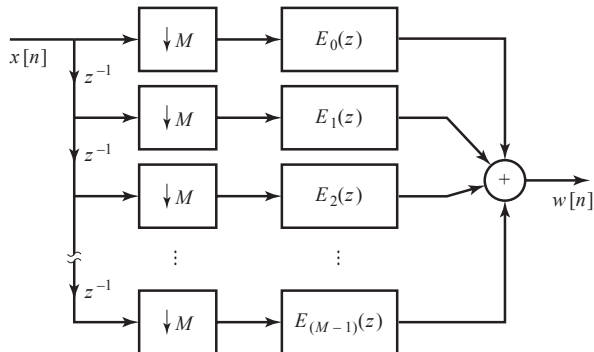 ↓M E₀(z)
x[n]
z⁻¹
↓M E₁(z)
z⁻¹
+
↓M E₂(z)
w[n]
⋮ ⋮
z⁻¹
↓M E₍M – 1₎(z)